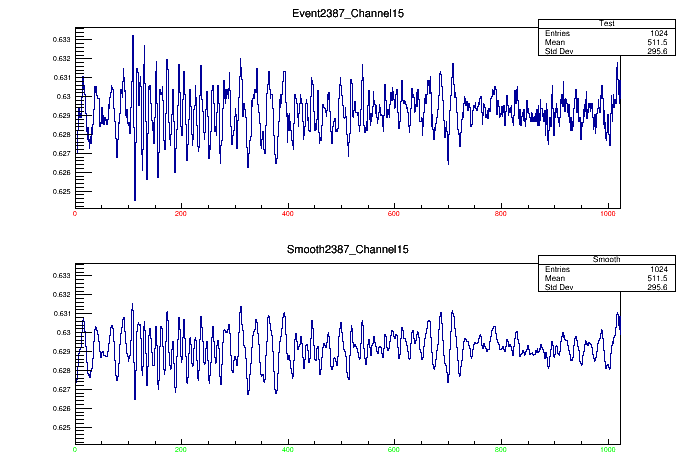 Event2387_Channel15
Test
Entries 1024
Mean 511.5
Std Dev 295.6
0.633
0.632
0.631
0.63
0.629
0.628
0.627
0.626
0.625
0 200 400 600 800 1000
Smooth2387_Channel15
Smooth
Entries 1024
Mean 511.5
Std Dev 295.6
0.633
0.632
0.631
0.63
0.629
0.628
0.627
0.626
0.625
0 200 400 600 800 1000